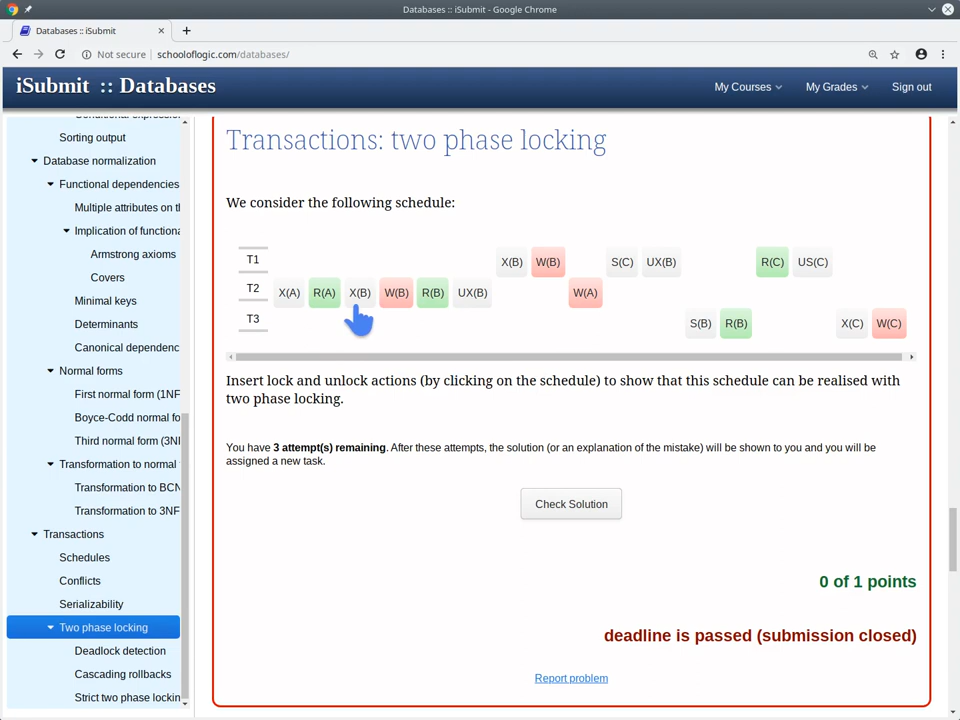 Databases :: iSubmit - Google Chrome
Databases :: iSubmit
Not secure | schooloflogic.com/databases/
iSubmit :: Databases
My Courses
My Grades
Sign out
Conditional expressio
Sorting output
Database normalization
Functional dependencies
Multiple attributes on t
Implication of functiona
Armstrong axioms
Covers
Minimal keys
Determinants
Canonical dependenc
Normal forms
First normal form (1NF
Boyce-Codd normal fo
Third normal form (3NI
Transformation to normal
Transformation to BCN
Transformation to 3NF
Transactions
Schedules
Conflicts
Serializability
Two phase locking
Deadlock detection
Cascading rollbacks
Strict two phase lockin
Transactions: two phase locking
We consider the following schedule:
T1 X(B) W(B) S(C) UX(B) R(C) US(C)
T2 X(A) R(A) X(B) W(B) R(B) UX(B) W(A)
T3 S(B) R(B) X(C) W(C)
Insert lock and unlock actions (by clicking on the schedule) to show that this schedule can be realised with
two phase locking.
You have 3 attempt(s) remaining. After these attempts, the solution (or an explanation of the mistake) will be shown to you and you will be
assigned a new task.
Check Solution
0 of 1 points
deadline is passed (submission closed)
Report problem